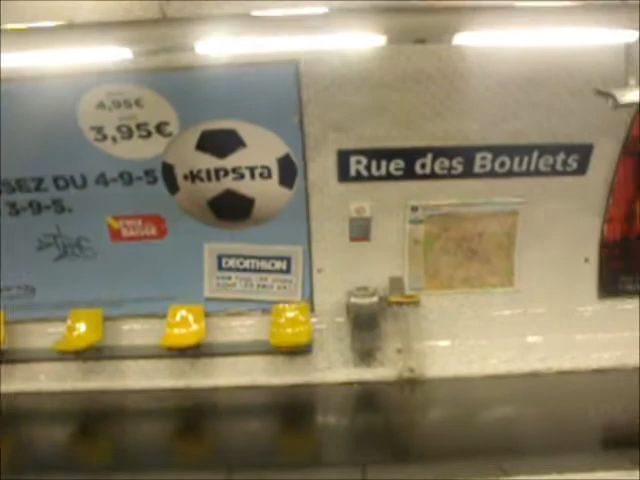 4,95€
3,95€
SEZ DU 4-9-5
3-9-5.
KIPSTA
DECATHLON
Rue des Boulets